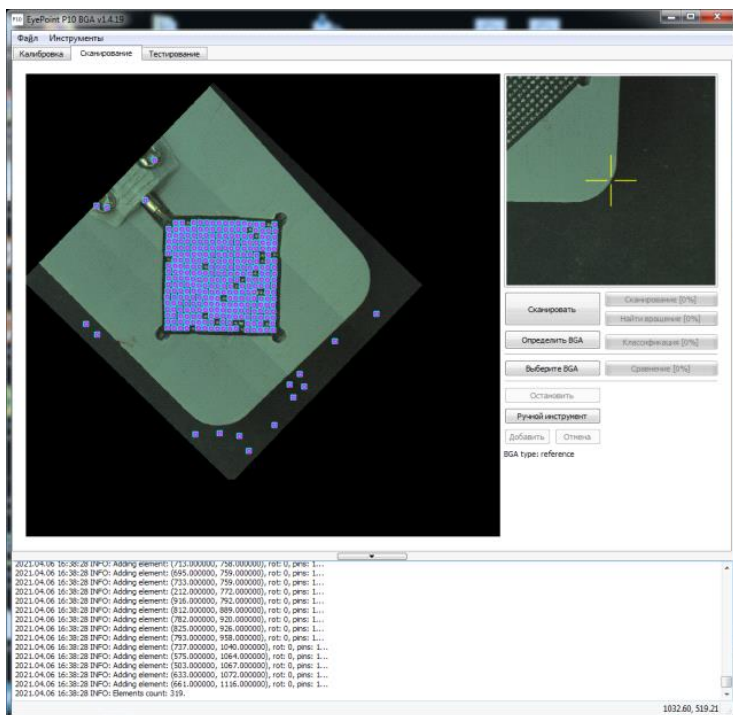 P10 EyePoint P10 BGA v1.4.19
Файл Инструменты
Калибровка Сканирование Тестирование
Сканировать
Сканирование [0%]
Найти вращение [0%]
Определить BGA
Классификация [0%]
Выберите BGA
Сравнение [0%]
Остановить
Ручной инструмент
Добавить Отмена
BGA type: reference
2021.04.06 16:38:28 INFO: Adding element: (713.000000, 758.000000), rot: 0, pins: 1...
2021.04.06 16:38:28 INFO: Adding element: (695.000000, 759.000000), rot: 0, pins: 1...
2021.04.06 16:38:28 INFO: Adding element: (733.000000, 759.000000), rot: 0, pins: 1...
2021.04.06 16:38:28 INFO: Adding element: (212.000000, 772.000000), rot: 0, pins: 1...
2021.04.06 16:38:28 INFO: Adding element: (916.000000, 792.000000), rot: 0, pins: 1...
2021.04.06 16:38:28 INFO: Adding element: (812.000000, 889.000000), rot: 0, pins: 1...
2021.04.06 16:38:28 INFO: Adding element: (782.000000, 920.000000), rot: 0, pins: 1...
2021.04.06 16:38:28 INFO: Adding element: (825.000000, 926.000000), rot: 0, pins: 1...
2021.04.06 16:38:28 INFO: Adding element: (793.000000, 958.000000), rot: 0, pins: 1...
2021.04.06 16:38:28 INFO: Adding element: (737.000000, 1040.000000), rot: 0, pins: 1...
2021.04.06 16:38:28 INFO: Adding element: (575.000000, 1064.000000), rot: 0, pins: 1...
2021.04.06 16:38:28 INFO: Adding element: (503.000000, 1067.000000), rot: 0, pins: 1...
2021.04.06 16:38:28 INFO: Adding element: (633.000000, 1072.000000), rot: 0, pins: 1...
2021.04.06 16:38:28 INFO: Adding element: (661.000000, 1116.000000), rot: 0, pins: 1...
2021.04.06 16:38:28 INFO: Elements count: 319.
1032.60, 519.21